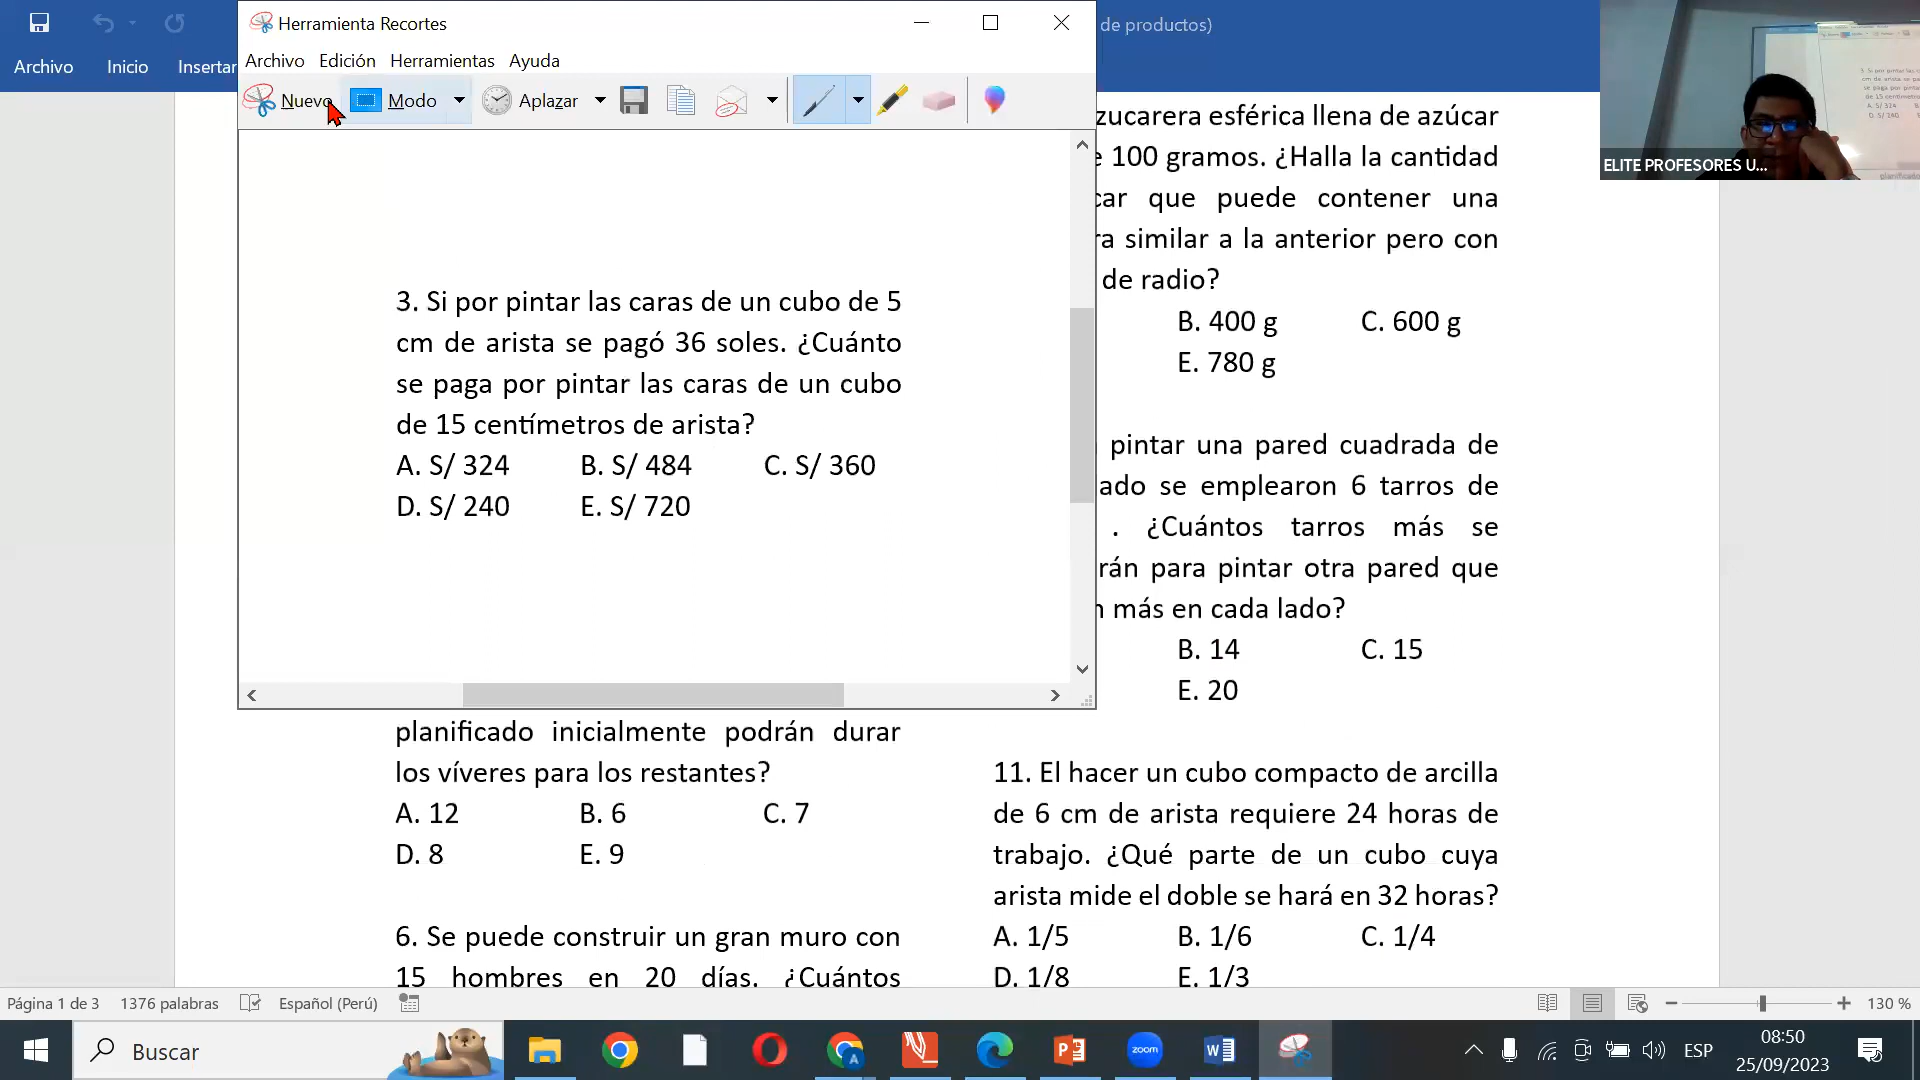 Herramienta Recortes
de productos)
Archivo Inicio Insertar
Archivo Edición Herramientas Ayuda
Nuevo Modo Aplazar
3. Si por pintar las caras de un cubo de 5
cm de arista se pagó 36 soles. ¿Cuánto
se paga por pintar las caras de un cubo
de 15 centímetros de arista?
A. S/ 324 B. S/ 484 C. S/ 360
D. S/ 240 E. S/ 720
planificado inicialmente podrán durar
los víveres para los restantes?
A. 12 B. 6 C. 7
D. 8 E. 9
6. Se puede construir un gran muro con
15 hombres en 20 días. ¿Cuántos
zucarera esférica llena de azúcar
e 100 gramos. ¿Halla la cantidad
car que puede contener una
ra similar a la anterior pero con
de radio?
B. 400 g C. 600 g
E. 780 g
pintar una pared cuadrada de
ado se emplearon 6 tarros de
. ¿Cuántos tarros más se
rán para pintar otra pared que
n más en cada lado?
B. 14 C. 15
E. 20
11. El hacer un cubo compacto de arcilla
de 6 cm de arista requiere 24 horas de
trabajo. ¿Qué parte de un cubo cuya
arista mide el doble se hará en 32 horas?
A. 1/5 B. 1/6 C. 1/4
D. 1/8 E. 1/3
ELITE PROFESORES U...
Página 1 de 3 1376 palabras Español (Perú) 130 %
Buscar
zoom
ESP
08:50
25/09/2023